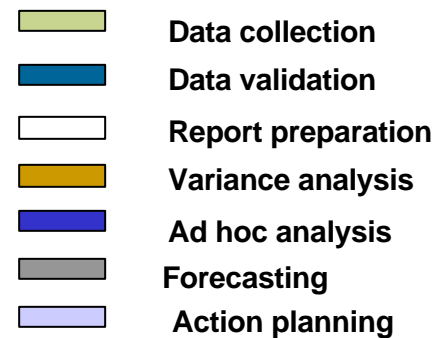 Data collection
Data validation
Report preparation
Variance analysis
Ad hoc analysis
Forecasting
Action planning